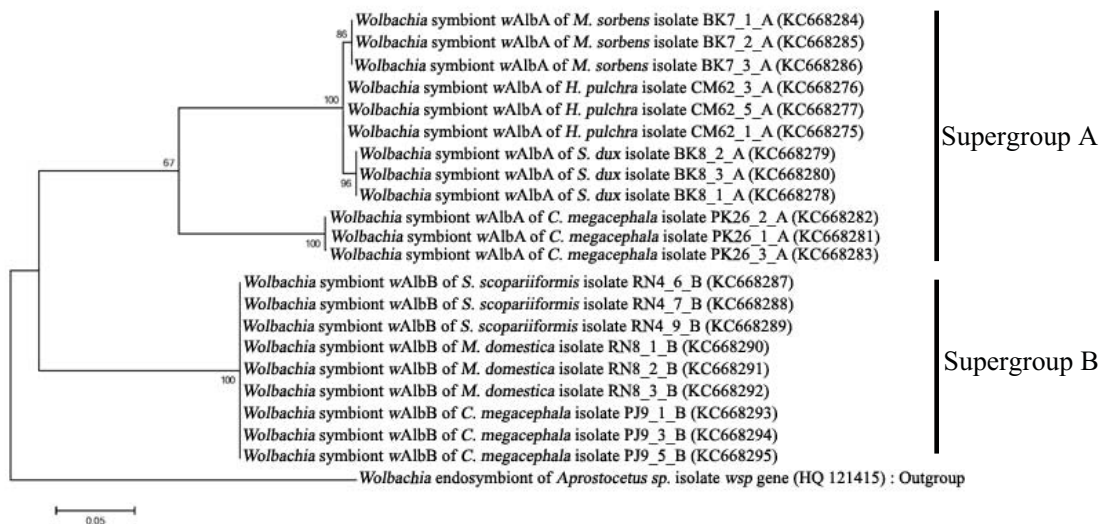 86
Wolbachia symbiont wAlbA of M. sorbens isolate BK7_1_A (KC668284)
Wolbachia symbiont wAlbA of M. sorbens isolate BK7_2_A (KC668285)
Wolbachia symbiont wAlbA of M. sorbens isolate BK7_3_A (KC668286)
100
Wolbachia symbiont wAlbA of H. pulchra isolate CM62_3_A (KC668276)
Wolbachia symbiont wAlbA of H. pulchra isolate CM62_5_A (KC668277)
Wolbachia symbiont wAlbA of H. pulchra isolate CM62_1_A (KC668275)
Supergroup A
67
Wolbachia symbiont wAlbA of S. dux isolate BK8_2_A (KC668279)
Wolbachia symbiont wAlbA of S. dux isolate BK8_3_A (KC668280)
96
Wolbachia symbiont wAlbA of S. dux isolate BK8_1_A (KC668278)
Wolbachia symbiont wAlbA of C. megacephala isolate PK26_2_A (KC668282)
Wolbachia symbiont wAlbA of C. megacephala isolate PK26_1_A (KC668281)
100
Wolbachia symbiont wAlbA of C. megacephala isolate PK26_3_A (KC668283)
Wolbachia symbiont wAlbB of S. scopariiformis isolate RN4_6_B (KC668287)
Wolbachia symbiont wAlbB of S. scopariiformis isolate RN4_7_B (KC668288)
Wolbachia symbiont wAlbB of S. scopariiformis isolate RN4_9_B (KC668289)
Wolbachia symbiont wAlbB of M. domestica isolate RN8_1_B (KC668290)
Supergroup B
Wolbachia symbiont wAlbB of M. domestica isolate RN8_2_B (KC668291)
100
Wolbachia symbiont wAlbB of M. domestica isolate RN8_3_B (KC668292)
Wolbachia symbiont wAlbB of C. megacephala isolate PJ9_1_B (KC668293)
Wolbachia symbiont wAlbB of C. megacephala isolate PJ9_3_B (KC668294)
Wolbachia symbiont wAlbB of C. megacephala isolate PJ9_5_B (KC668295)
Wolbachia endosymbiont of Aprostocetus sp. isolate wsp gene (HQ 121415) : Outgroup
0.05